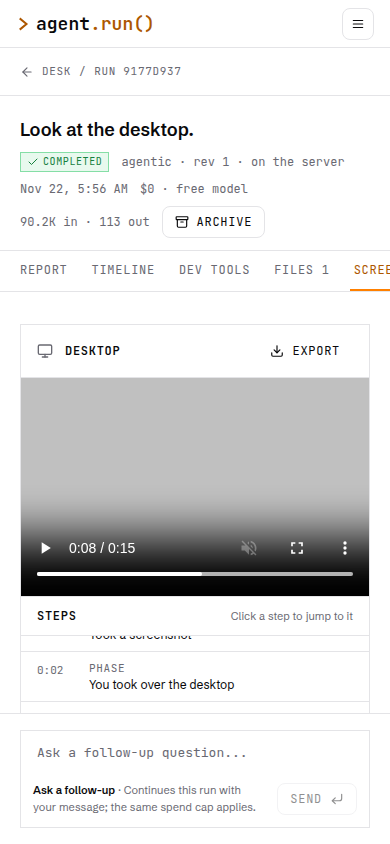 agent.run()
DESK / RUN 9177D937
Look at the desktop.
COMPLETED agentic · rev 1 · on the server
Nov 22, 5:56 AM $0 · free model
90.2K in · 113 out ARCHIVE
REPORT TIMELINE DEV TOOLS FILES 1 SCREE
DESKTOP EXPORT
0:08 / 0:15
STEPS Click a step to jump to it
Took a screenshot
0:02 PHASE
You took over the desktop
Ask a follow-up question...
Ask a follow-up · Continues this run with
your message; the same spend cap applies.
SEND